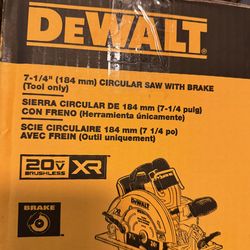 DEWALT
7-1/4" (184 mm) CIRCULAR SAW WITH BRAKE
(Tool only)
SIERRA CIRCULAR DE 184 mm (7-1/4 pulg)
CON FRENO (Herramienta únicamente)
SCIE CIRCULAIRE 184 mm (7 1/4 po)
AVEC FREIN (Outil uniquement)
20V XR
BRUSHLESS
DEWALT
BRAKE